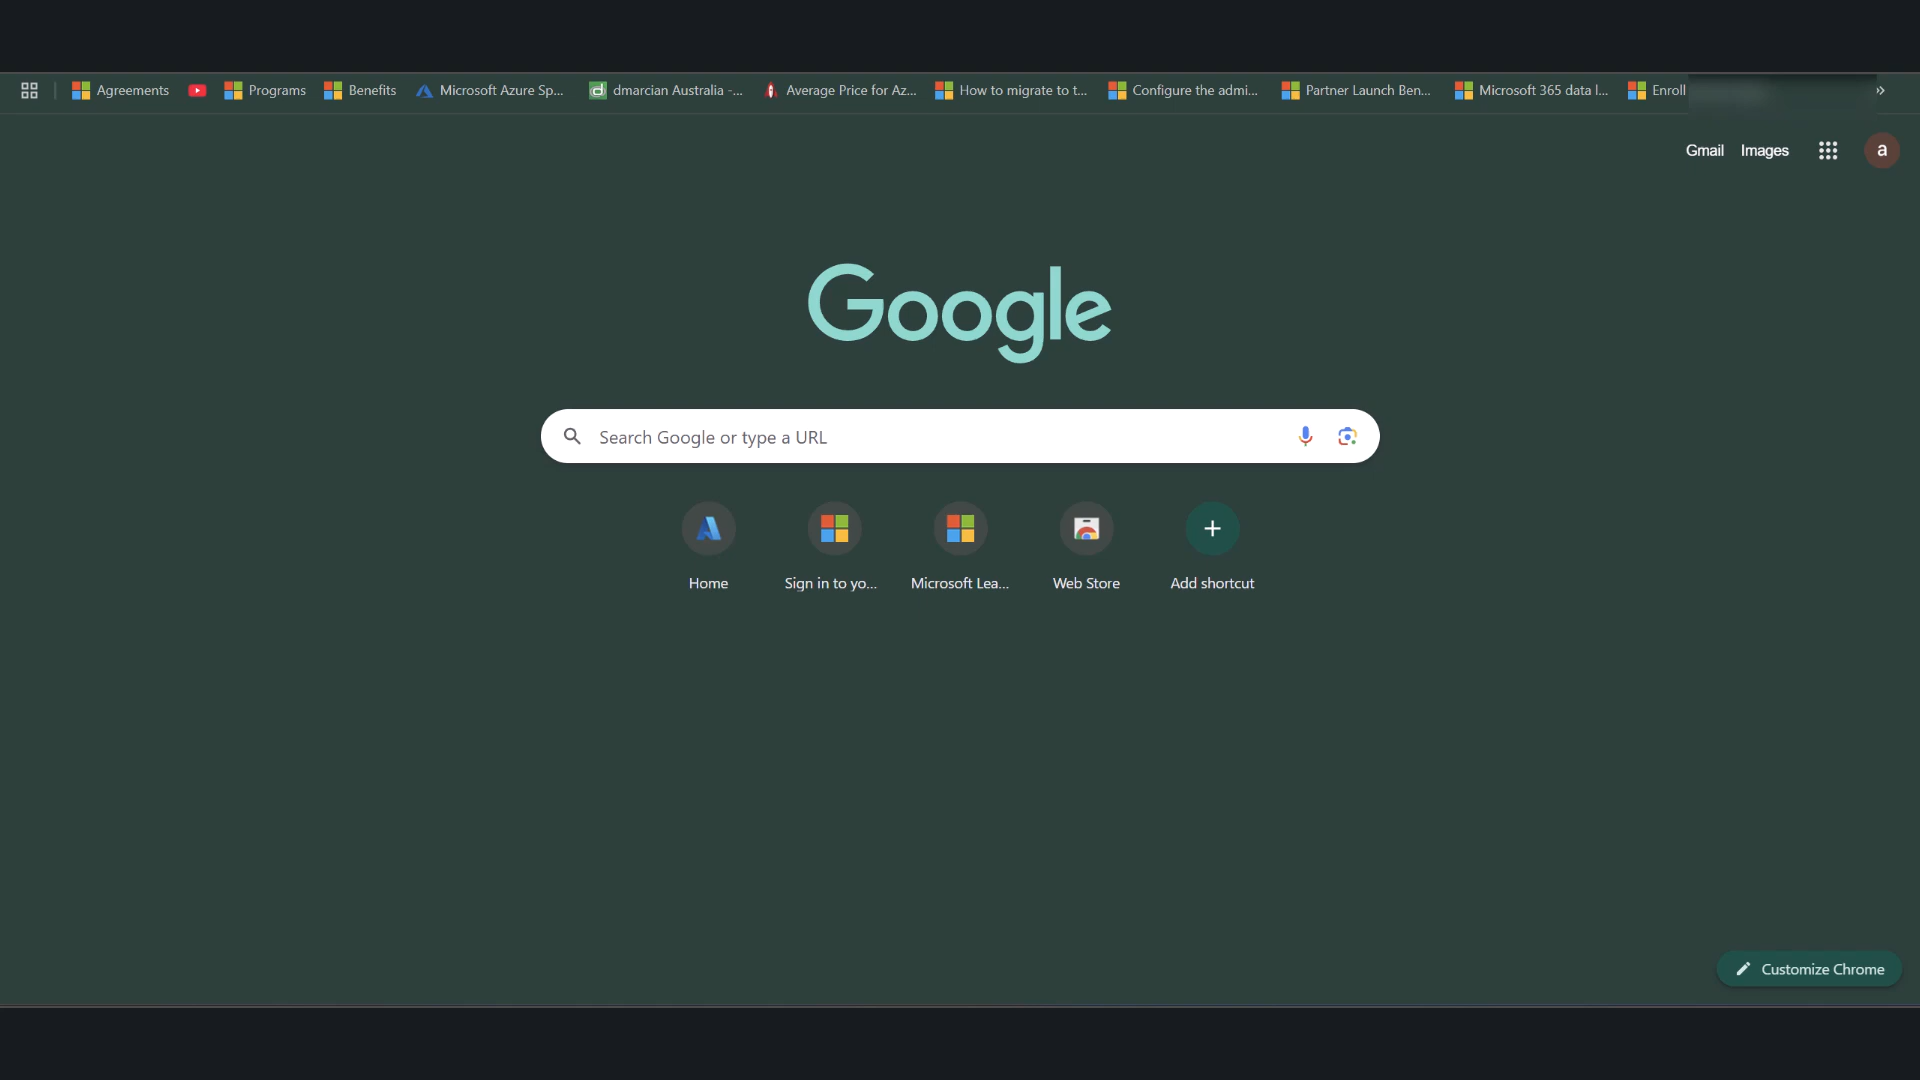 Agreements Programs Benefits Microsoft Azure Sp... dmarcian Australia -... Average Price for Az... How to migrate to t... Configure the admi... Partner Launch Ben... Microsoft 365 data l... Enroll
Gmail Images a
Google
Search Google or type a URL
Home Sign in to yo... Microsoft Lea... Web Store Add shortcut
Customize Chrome